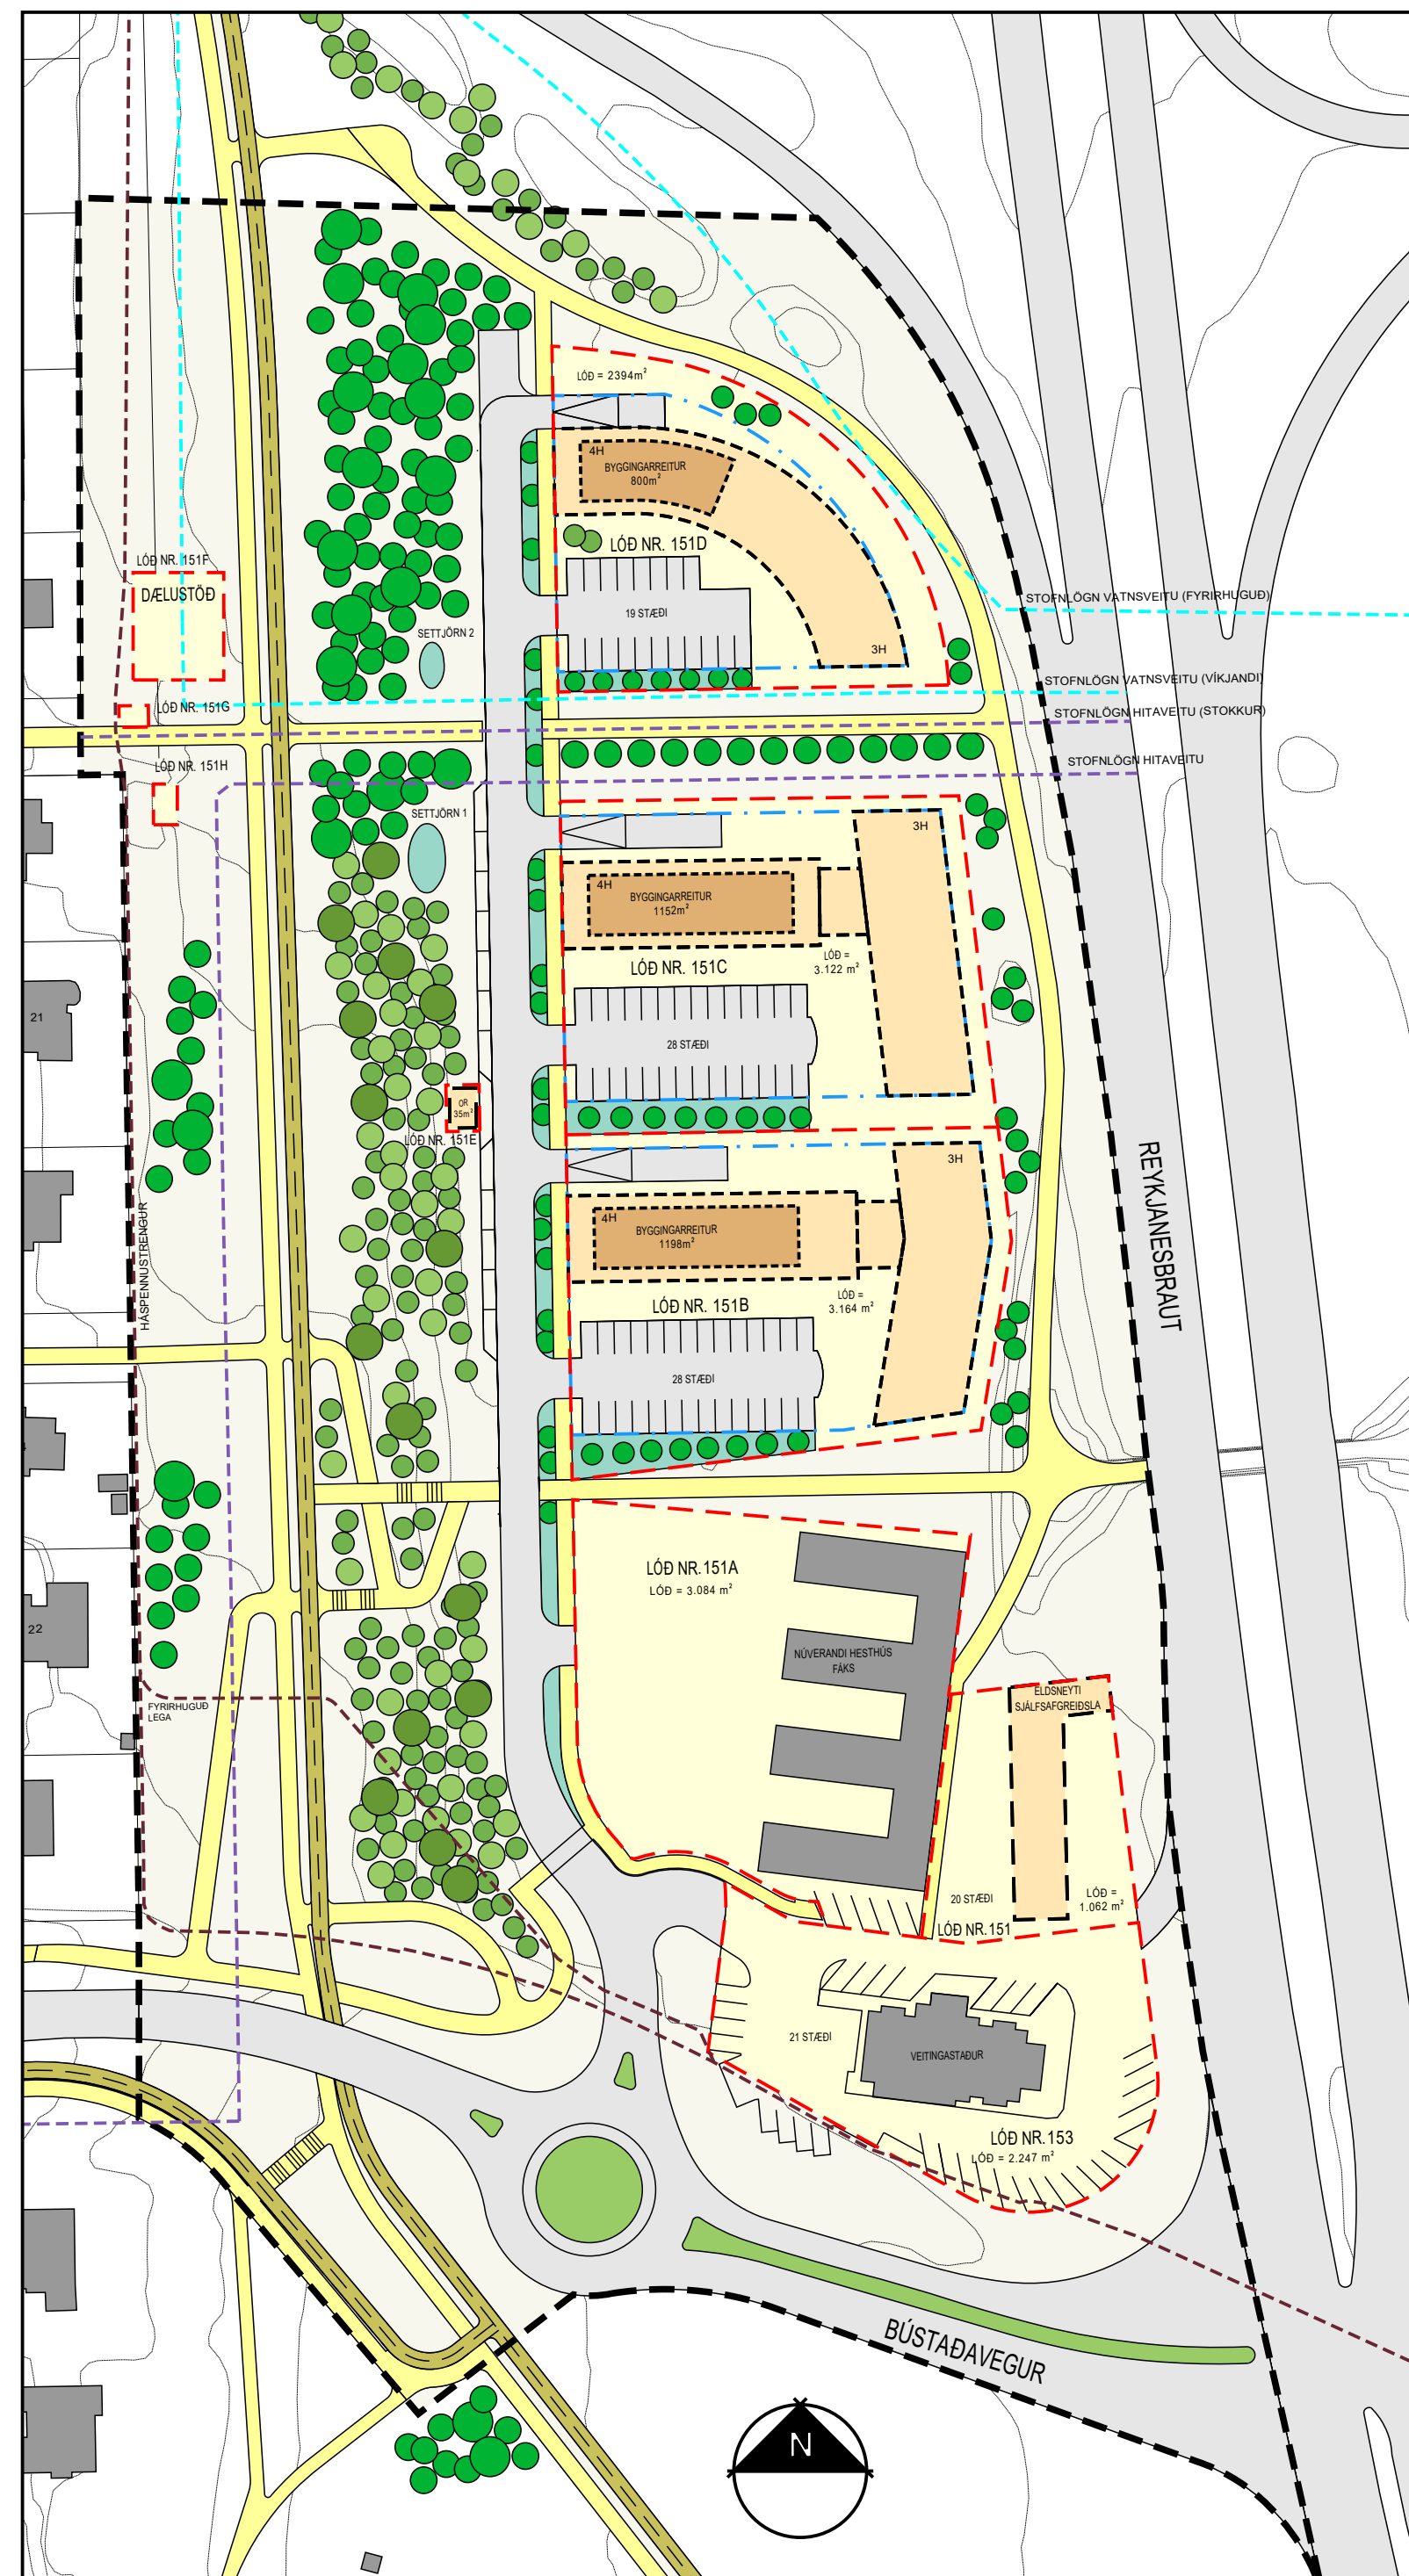 LÓÐ = 2394m²
4H
BYGGINGARREITUR
800m²
LÓÐ NR. 151D
LÓÐ NR. 151F
DÆLUSTÖÐ
19 STÆÐI
STOFNLÖGN VATNSVEITU (FYRIRHUGUÐ)
SETTJÖRN 2
3H
STOFNLÖGN VATNSVEITU (VÍKJANDI)
LÓÐ NR. 151G
STOFNLÖGN HITAVEITU (STOKKUR)
LÓÐ NR. 151H
STOFNLÖGN HITAVEITU
SETTJÖRN 1
3H
4H
BYGGINGARREITUR
1152m²
LÓÐ =
3.122 m²
LÓÐ NR. 151C
21
28 STÆÐI
OR
35m²
LÓÐ NR. 151E
3H
REYKJANESBRAUT
HÁSPENNUSTRENGUR
4H
BYGGINGARREITUR
1198m²
LÓÐ =
3.164 m²
LÓÐ NR. 151B
28 STÆÐI
LÓÐ NR.151A
LÓÐ = 3.084 m²
22
NÚVERANDI HESTHÚS
FÁKS
ELDSNEYTI
SJÁLFSAFGREIÐSLA
FYRIRHUGUÐ
LEGA
20 STÆÐI
LÓÐ =
1.062 m²
LÓÐ NR.151
21 STÆÐI
VEITINGASTAÐUR
LÓÐ NR.153
LÓÐ = 2.247 m²
BÚSTAÐAVEGUR
N